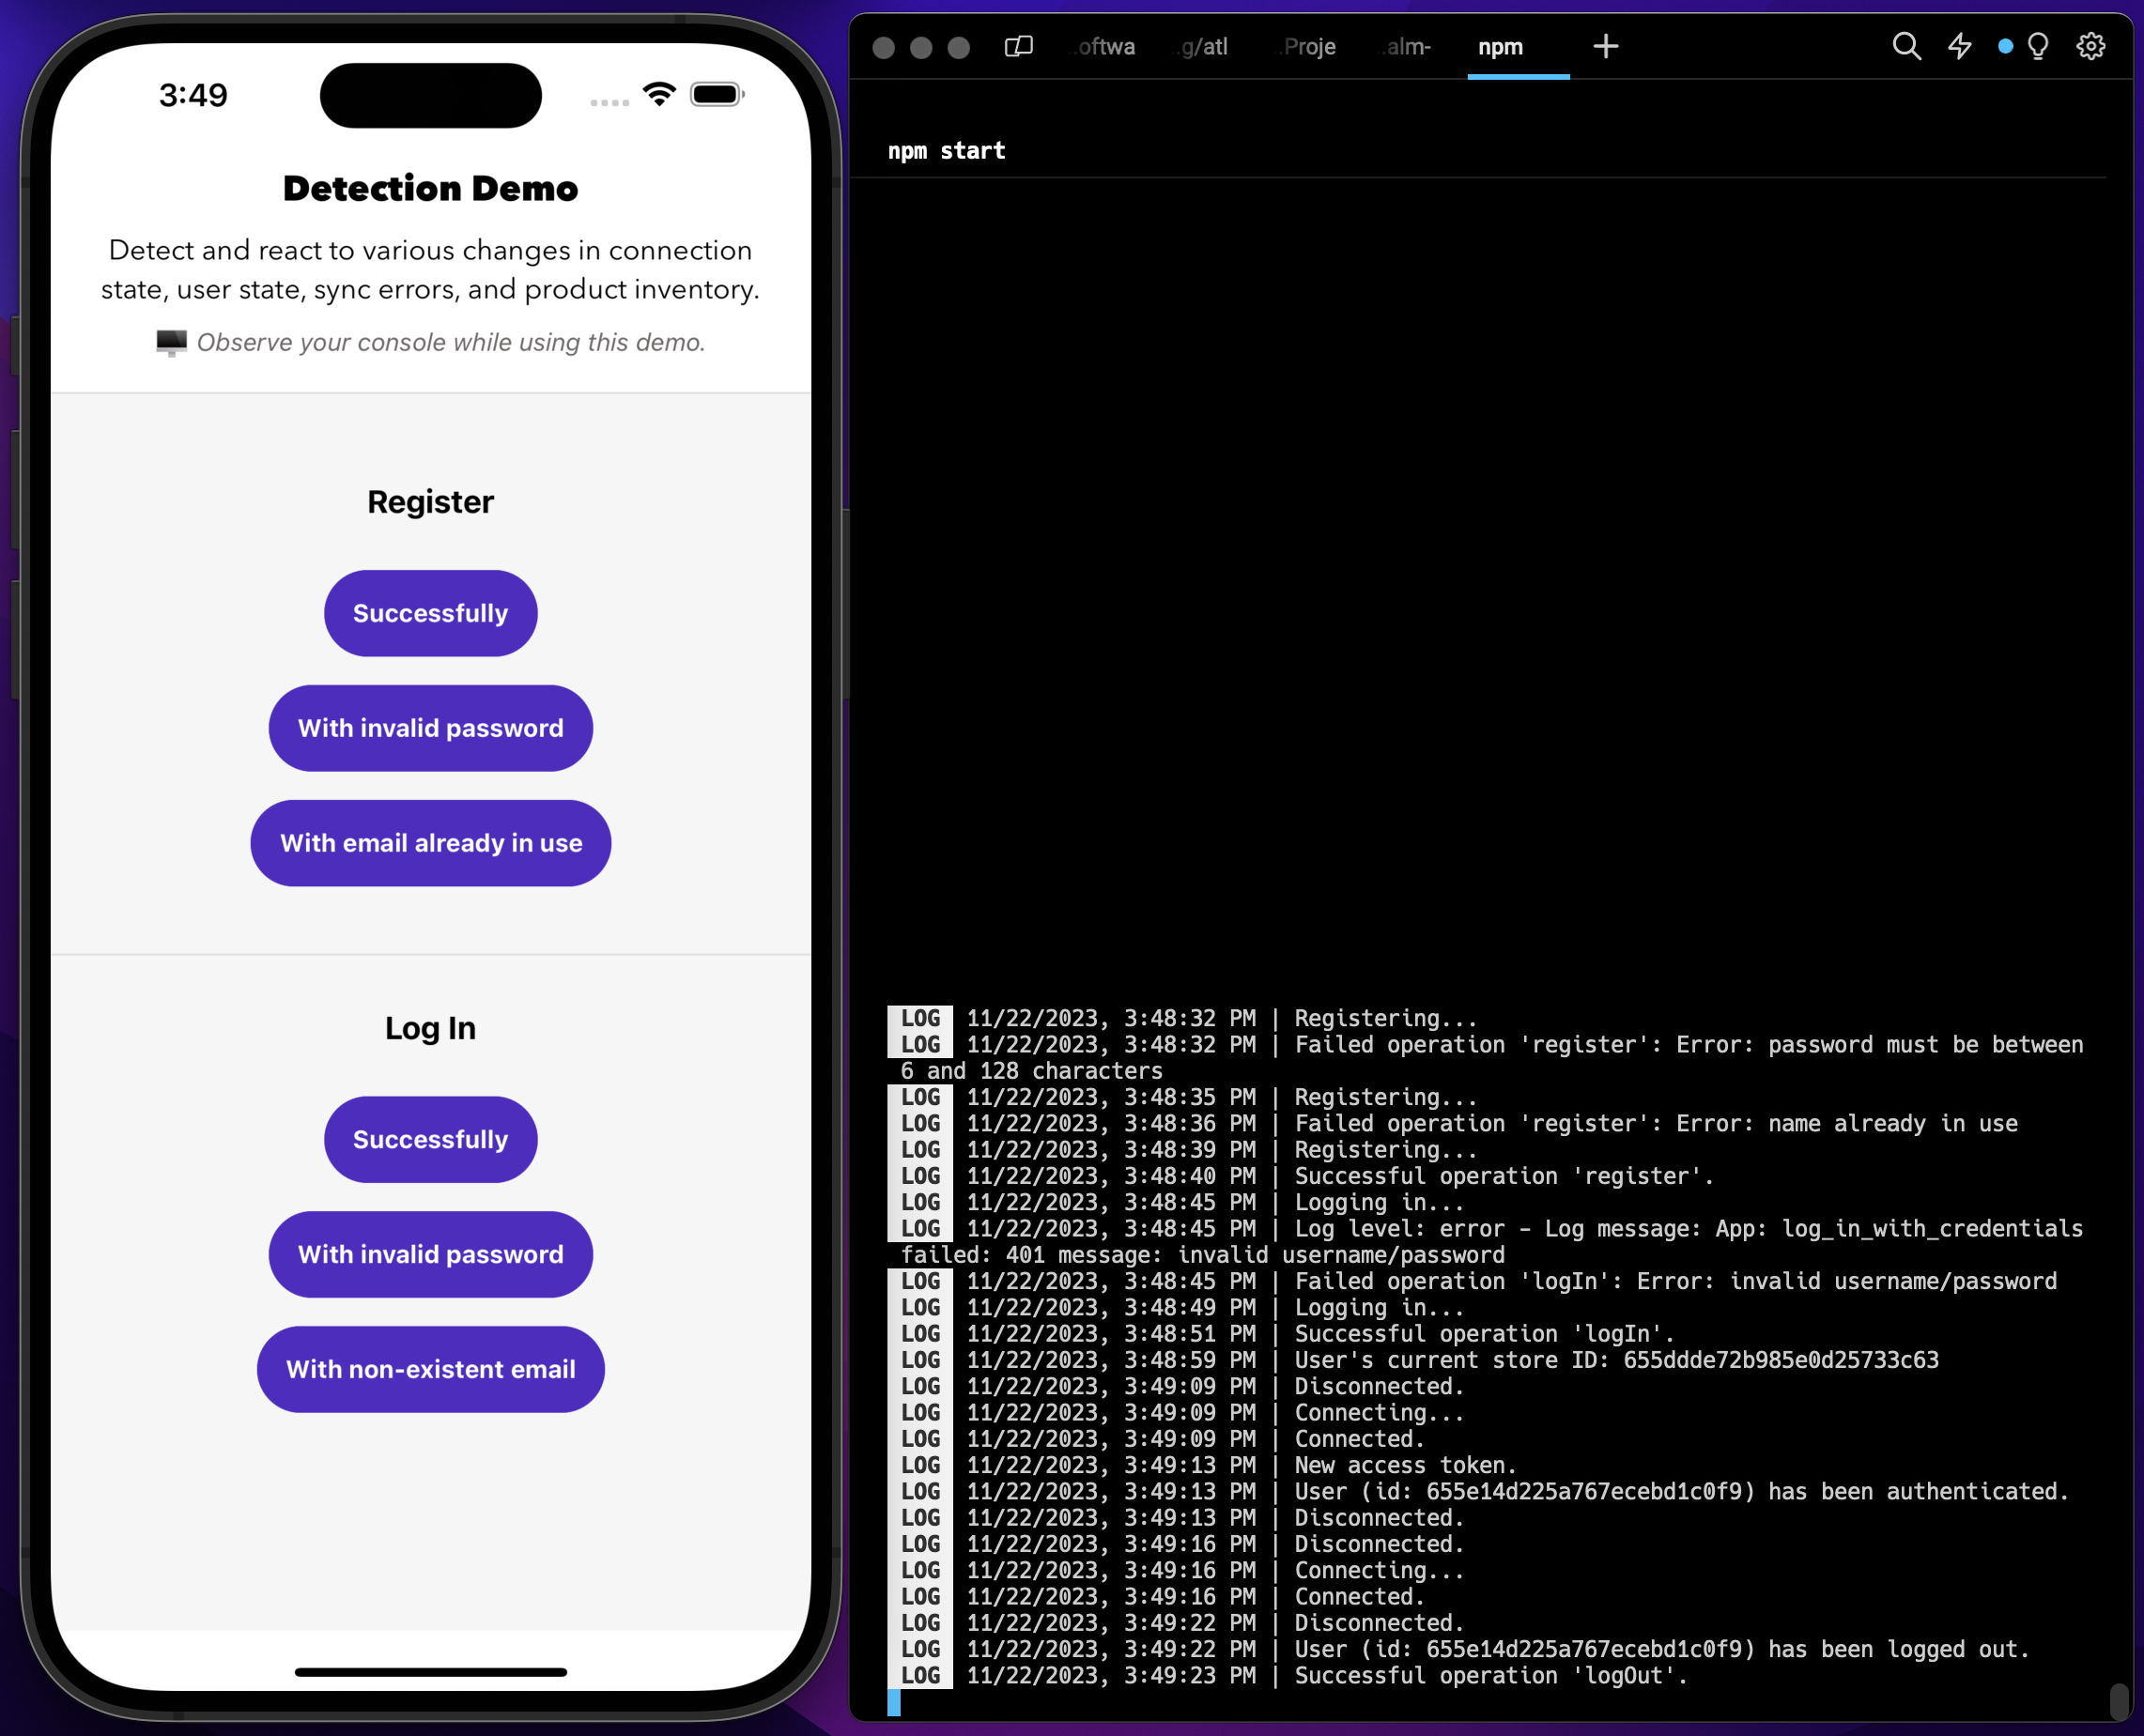 3:49
Detection Demo
Detect and react to various changes in connection
state, user state, sync errors, and product inventory.
Observe your console while using this demo.
Register
Successfully
With invalid password
With email already in use
Log In
Successfully
With invalid password
With non-existent email
..oftwa ..g/atl ..Proje ..alm- npm
npm start
LOG 11/22/2023, 3:48:32 PM | Registering...
LOG 11/22/2023, 3:48:32 PM | Failed operation 'register': Error: password must be between
6 and 128 characters
LOG 11/22/2023, 3:48:35 PM | Registering...
LOG 11/22/2023, 3:48:36 PM | Failed operation 'register': Error: name already in use
LOG 11/22/2023, 3:48:39 PM | Registering...
LOG 11/22/2023, 3:48:40 PM | Successful operation 'register'.
LOG 11/22/2023, 3:48:45 PM | Logging in...
LOG 11/22/2023, 3:48:45 PM | Log level: error - Log message: App: log_in_with_credentials
failed: 401 message: invalid username/password
LOG 11/22/2023, 3:48:45 PM | Failed operation 'logIn': Error: invalid username/password
LOG 11/22/2023, 3:48:49 PM | Logging in...
LOG 11/22/2023, 3:48:51 PM | Successful operation 'logIn'.
LOG 11/22/2023, 3:48:59 PM | User's current store ID: 655ddde72b985e0d25733c63
LOG 11/22/2023, 3:49:09 PM | Disconnected.
LOG 11/22/2023, 3:49:09 PM | Connecting...
LOG 11/22/2023, 3:49:09 PM | Connected.
LOG 11/22/2023, 3:49:13 PM | New access token.
LOG 11/22/2023, 3:49:13 PM | User (id: 655e14d225a767ecebd1c0f9) has been authenticated.
LOG 11/22/2023, 3:49:13 PM | Disconnected.
LOG 11/22/2023, 3:49:16 PM | Disconnected.
LOG 11/22/2023, 3:49:16 PM | Connecting...
LOG 11/22/2023, 3:49:16 PM | Connected.
LOG 11/22/2023, 3:49:22 PM | Disconnected.
LOG 11/22/2023, 3:49:22 PM | User (id: 655e14d225a767ecebd1c0f9) has been logged out.
LOG 11/22/2023, 3:49:23 PM | Successful operation 'logOut'.